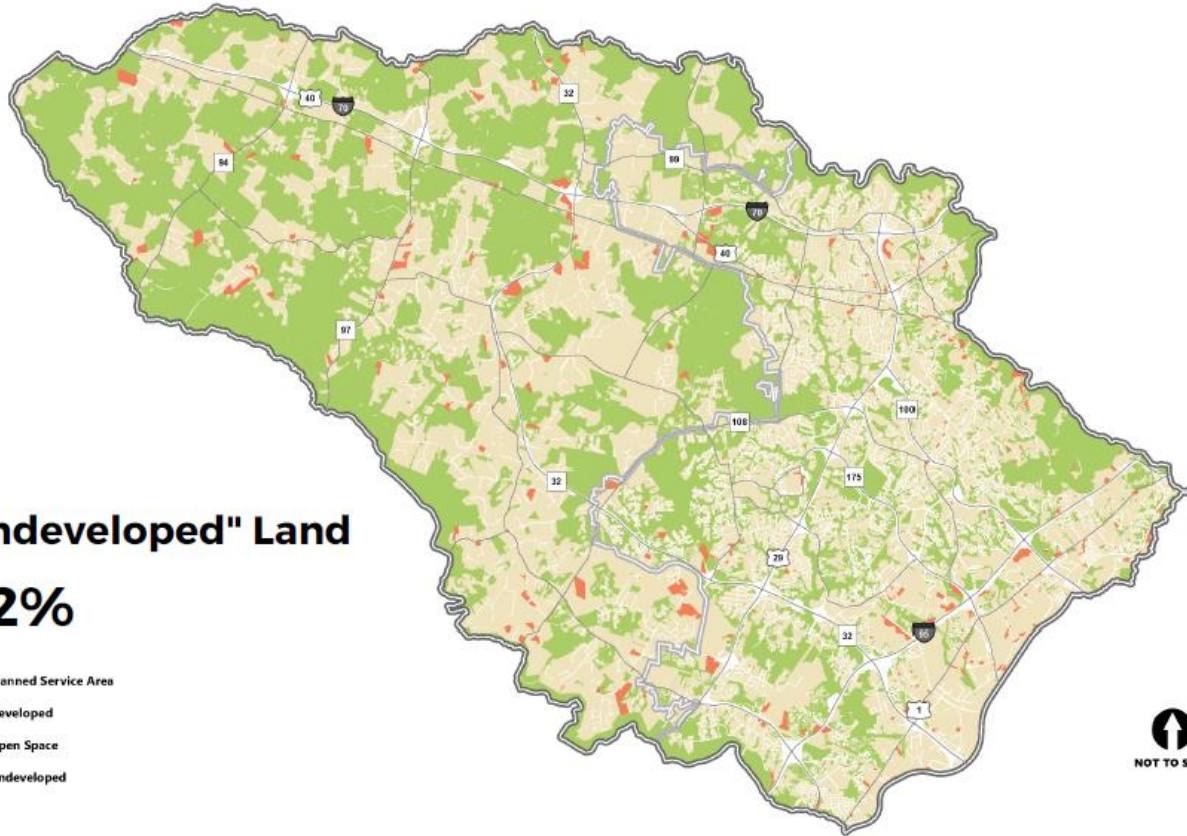 40
70
32
94
99
70
40
97
108
100
32
175
29
ndeveloped" Land
2%
32
95
anned Service Area
eveloped
1
pen Space
NOT TO S
ndeveloped